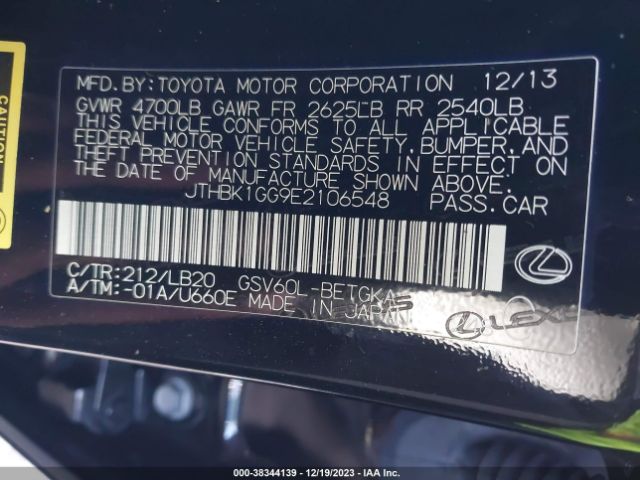 MFD.BY:TOYOTA MOTOR CORPORATION 12/13
GVWR 4700LB GAWR FR 2625LB RR 2540LB
THIS VEHICLE CONFORMS TO ALL APPLICABLE
FEDERAL MOTOR VEHICLE SAFETY,BUMPER,AND
THEFT PREVENTION STANDARDS IN EFFECT ON
THE DATE OF MANUFACTURE SHOWN ABOVE.
JTHBK1GG9E2106548 PASS.CAR
C/TR:212/LB20 GSV60L-BETGKA
A/TM:-01A/U660E MADE IN JAPAN
LEXUS
CAUTION
000-38344139 - 12/19/2023 - IAA Inc.